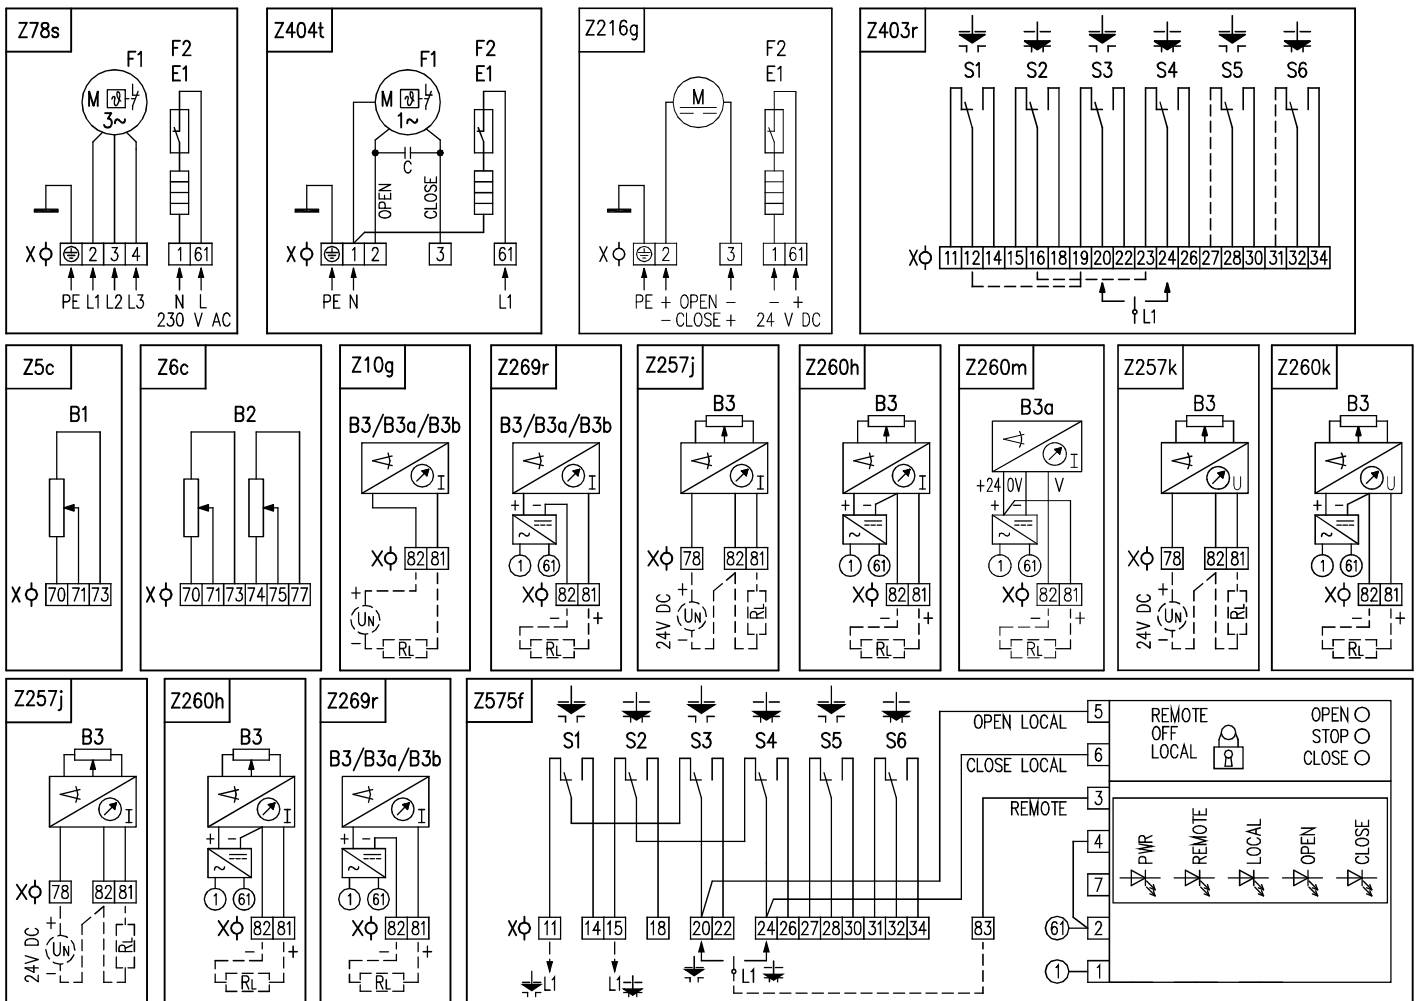 Z78s
F1
F2
E1
M ϑ
3~
X 2 3 4 1 61
PE L1 L2 L3 N L
230 V AC
Z404t
F1
F2
E1
M ϑ
1~
C
OPEN
CLOSE
X 1 2 3 61
PE N L1
Z216g
F2
E1
M
X 2 3 1 61
PE + OPEN - - +
- CLOSE + 24 V DC
Z403r
S1 S2 S3 S4 S5 S6
X 11 12 14 15 16 18 19 20 22 23 24 26 27 28 30 31 32 34
L1
Z5c
B1
X 70 71 73
Z6c
B2
X 70 71 73 74 75 77
Z10g
B3/B3a/B3b
I
X 82 81
+
UN
-
RL
Z269r
B3/B3a/B3b
I
+ -
~
1 61
X 82 81
- +
RL
Z257j
B3
I
X 78 82 81
24V DC
+
UN
-
RL
Z260h
B3
I
+ -
~
1 61
X 82 81
- +
RL
Z260m
B3a
I
+24 0V V
+ -
~
1 61
X 82 81
- +
RL
Z257k
B3
U
X 78 82 81
24V DC
+
UN
-
RL
Z260k
B3
U
+ -
~
1 61
X 82 81
- +
RL
Z257j
B3
I
X 78 82 81
24V DC
+
UN
-
RL
Z260h
B3
I
+ -
~
1 61
X 82 81
- +
RL
Z269r
B3/B3a/B3b
I
+ -
~
1 61
X 82 81
- +
RL
Z575f
S1 S2 S3 S4 S5 S6
X 11 14 15 18 20 22 24 26 27 28 30 31 32 34 83
L1 L1 L1
OPEN LOCAL 5
CLOSE LOCAL 6
REMOTE 3
4
7
61 2
1 1
REMOTE
OFF
LOCAL
OPEN
STOP
CLOSE
PWR
REMOTE
LOCAL
OPEN
CLOSE